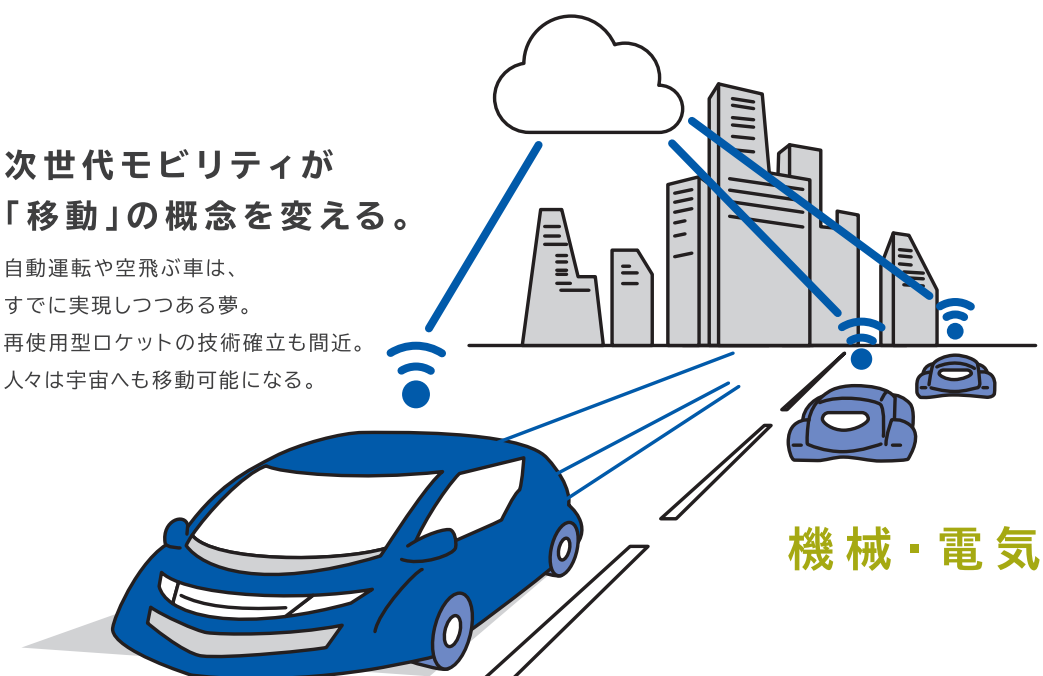 次世代モビリティが
「移動」の概念を変える。
自動運転や空飛ぶ車は、
すでに実現しつつある夢。
再使用型ロケットの技術確立も間近。
人々は宇宙へも移動可能になる。
機械・電気